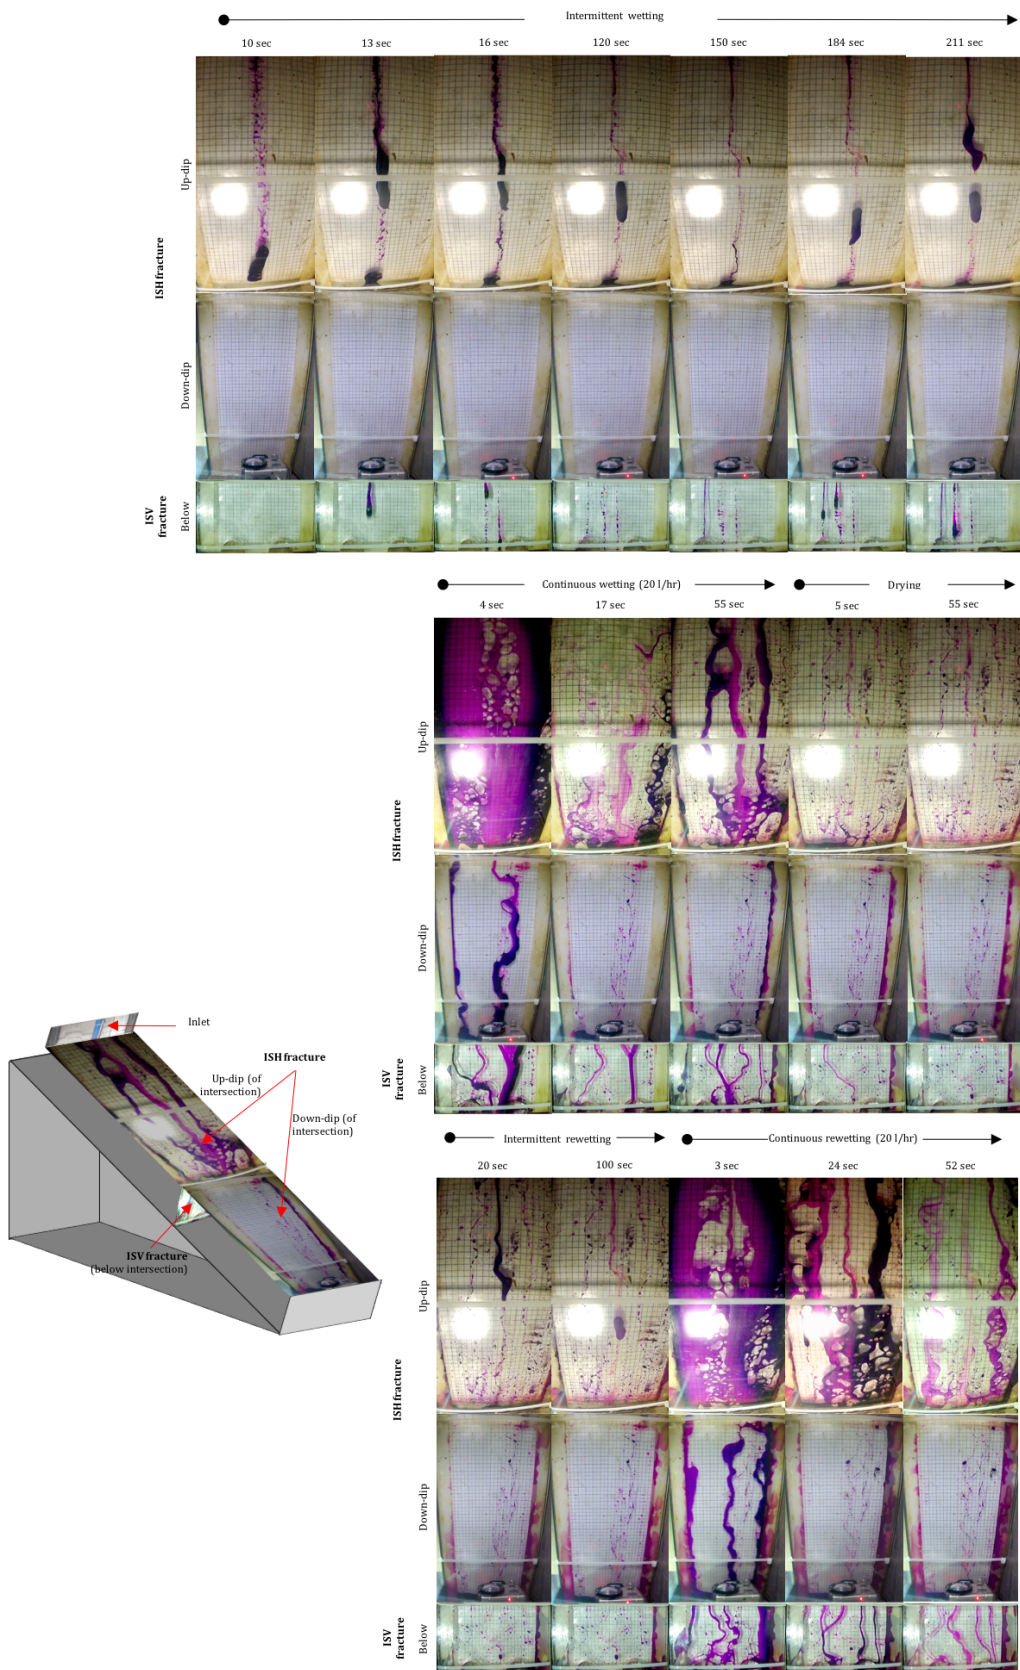 Intermittent wetting
10 sec 13 sec 16 sec 120 sec 150 sec 184 sec 211 sec
Up-dip
ISH fracture
Down-dip
ISV fracture
Below
Continuous wetting (20 l/hr) Drying
4 sec 17 sec 55 sec 5 sec 55 sec
Up-dip
ISH fracture
Down-dip
ISV fracture
Below
Inlet
ISH fracture
Up-dip (of
intersection)
Down-dip (of
intersection)
ISV fracture
(below intersection)
Intermittent rewetting Continuous rewetting (20 l/hr)
20 sec 100 sec 3 sec 24 sec 52 sec
Up-dip
ISH fracture
Down-dip
ISV fracture
Below